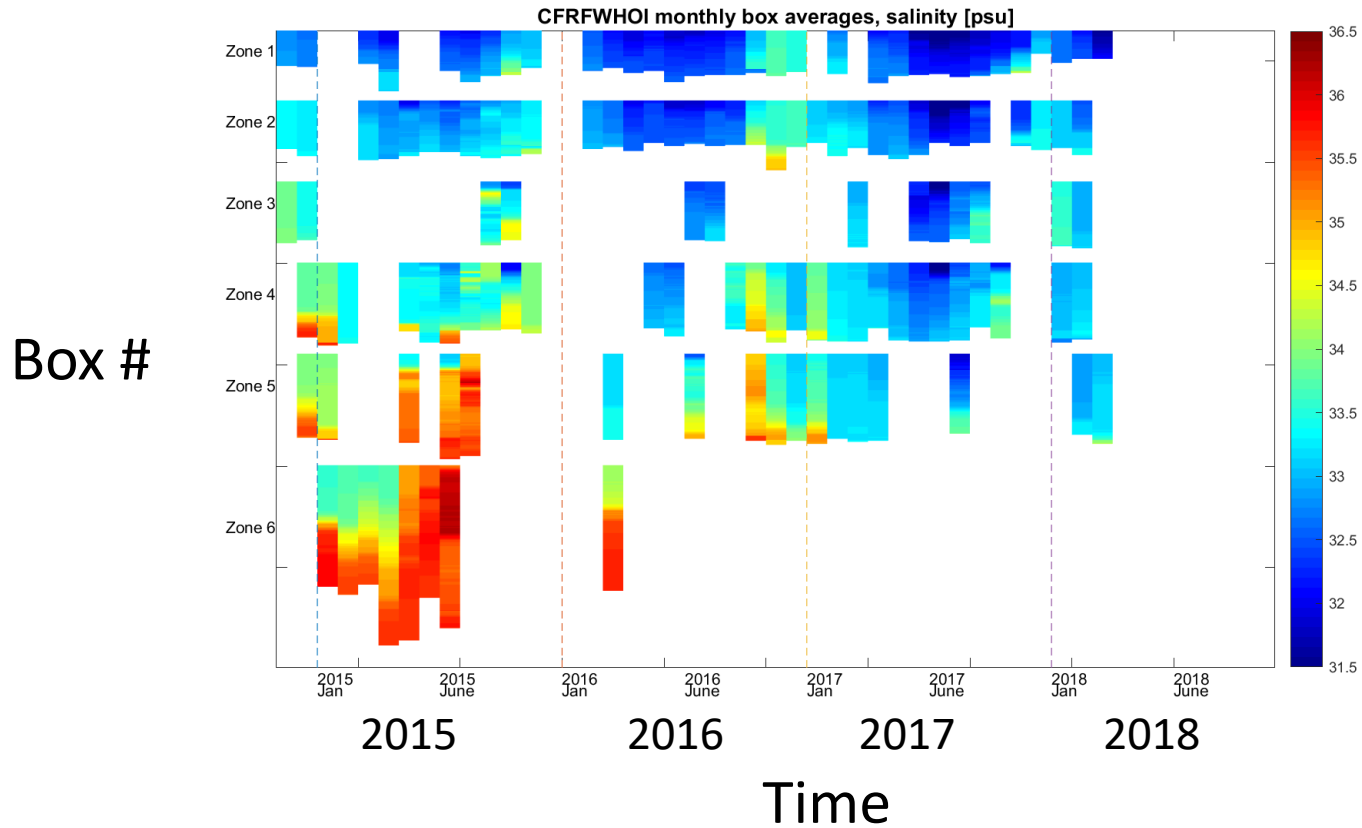 CFRFWHOI monthly box averages, salinity [psu]
Zone 1
Zone 2
Zone 3
Zone 4
Zone 5
Zone 6
Box #
36.5
36
35.5
35
34.5
34
33.5
33
32.5
32
31.5
2015 Jan
2015 June
2016 Jan
2016 June
2017 Jan
2017 June
2018 Jan
2018 June
2015
2016
2017
2018
Time